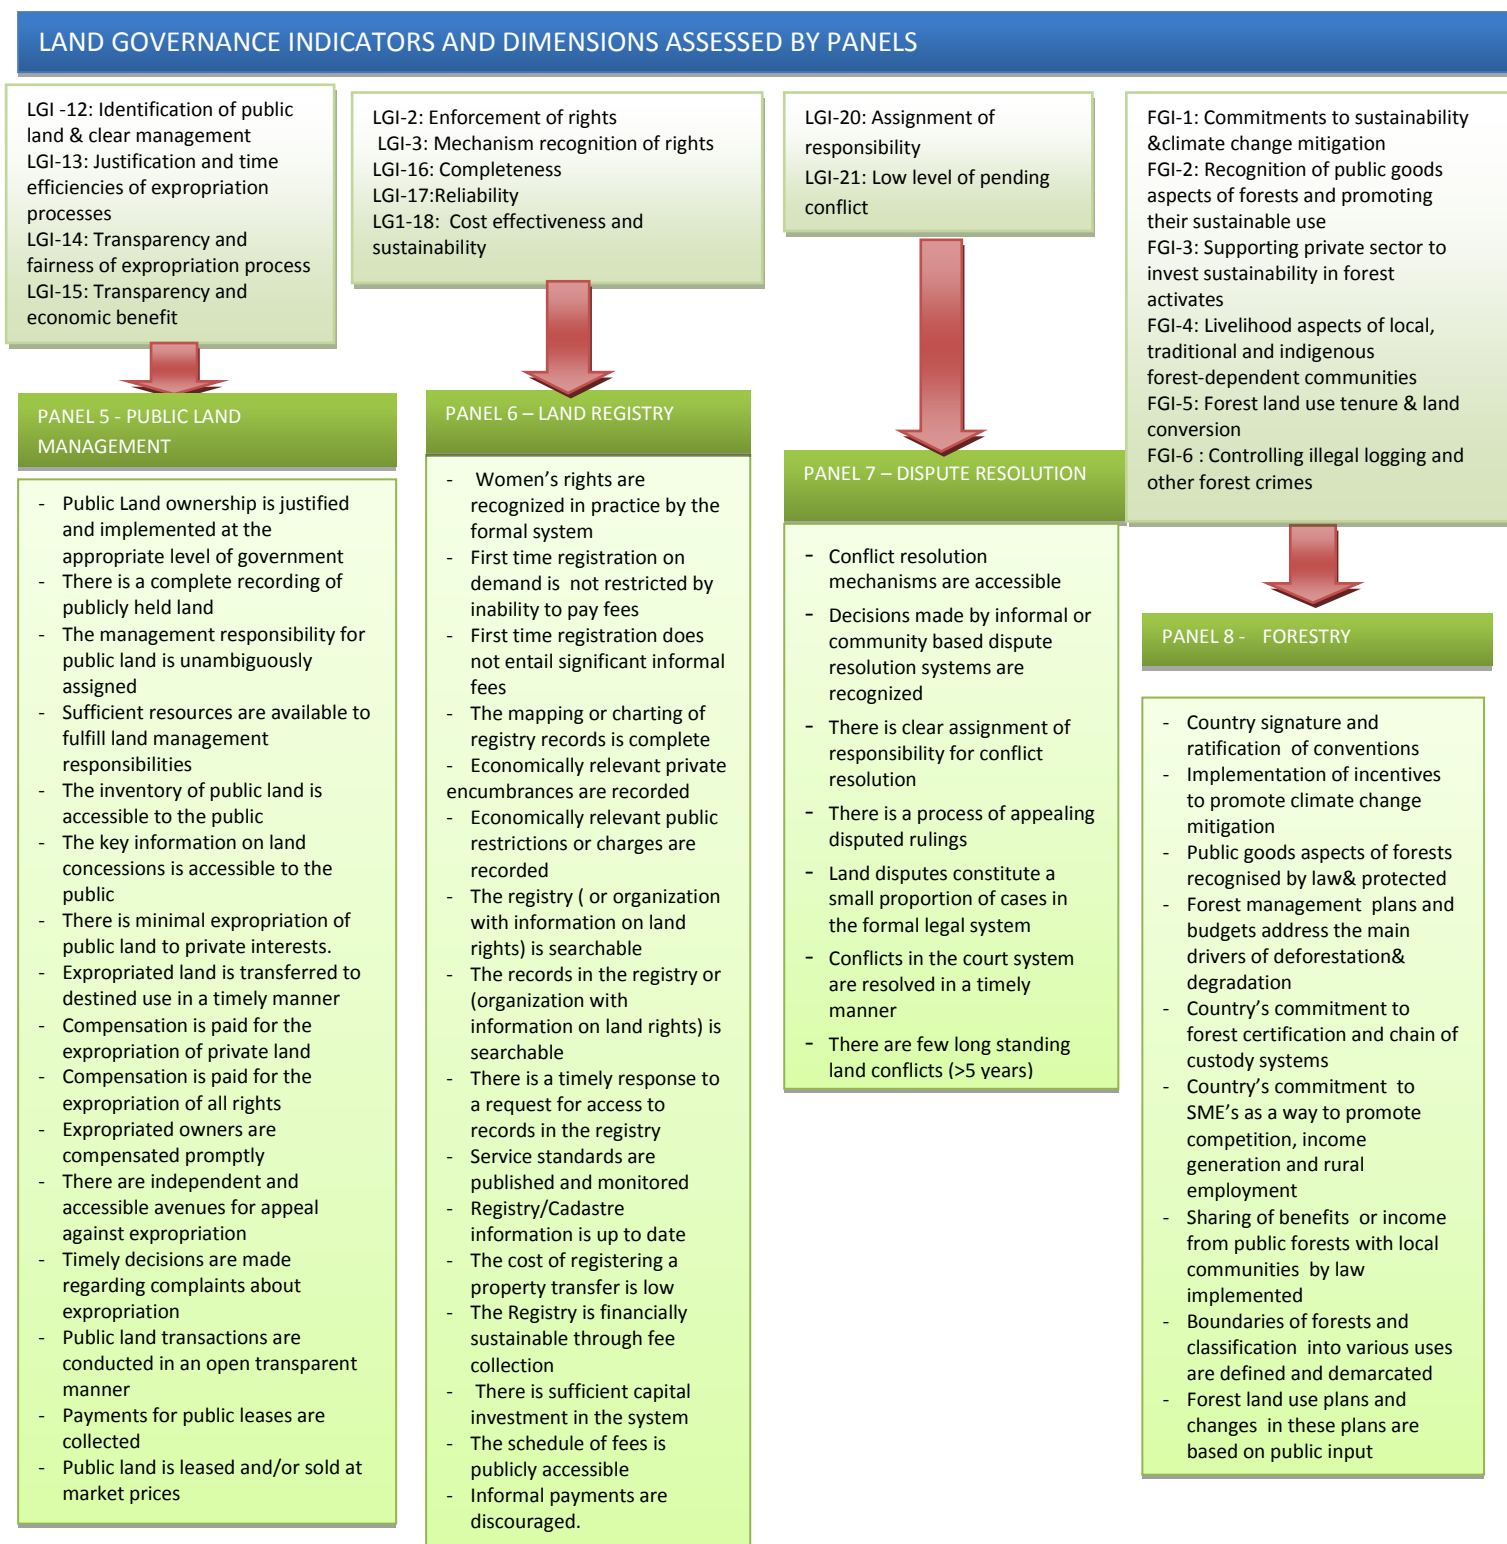 LAND GOVERNANCE INDICATORS AND DIMENSIONS ASSESSED BY PANELS
LGI -12: Identification of public
land & clear management
LGI-13: Justification and time
efficiencies of expropriation
processes
LGI-14: Transparency and
fairness of expropriation process
LGI-15: Transparency and
economic benefit
PANEL 5 - PUBLIC LAND
MANAGEMENT
- Public Land ownership is justified
and implemented at the
appropriate level of government
- There is a complete recording of
publicly held land
- The management responsibility for
public land is unambiguously
assigned
- Sufficient resources are available to
fulfill land management
responsibilities
- The inventory of public land is
accessible to the public
- The key information on land
concessions is accessible to the
public
- There is minimal expropriation of
public land to private interests.
- Expropriated land is transferred to
destined use in a timely manner
- Compensation is paid for the
expropriation of private land
- Compensation is paid for the
expropriation of all rights
- Expropriated owners are
compensated promptly
- There are independent and
accessible avenues for appeal
against expropriation
- Timely decisions are made
regarding complaints about
expropriation
- Public land transactions are
conducted in an open transparent
manner
- Payments for public leases are
collected
- Public land is leased and/or sold at
market prices
LGI-2: Enforcement of rights
LGI-3: Mechanism recognition of rights
LGI-16: Completeness
LGI-17:Reliability
LG1-18: Cost effectiveness and
sustainability
PANEL 6 – LAND REGISTRY
- Women’s rights are
recognized in practice by the
formal system
- First time registration on
demand is not restricted by
inability to pay fees
- First time registration does
not entail significant informal
fees
- The mapping or charting of
registry records is complete
- Economically relevant private
encumbrances are recorded
- Economically relevant public
restrictions or charges are
recorded
- The registry ( or organization
with information on land
rights) is searchable
- The records in the registry or
(organization with
information on land rights) is
searchable
- There is a timely response to
a request for access to
records in the registry
- Service standards are
published and monitored
- Registry/Cadastre
information is up to date
- The cost of registering a
property transfer is low
- The Registry is financially
sustainable through fee
collection
- There is sufficient capital
investment in the system
- The schedule of fees is
publicly accessible
- Informal payments are
discouraged.
LGI-20: Assignment of
responsibility
LGI-21: Low level of pending
conflict
PANEL 7 – DISPUTE RESOLUTION
- Conflict resolution
mechanisms are accessible
- Decisions made by informal or
community based dispute
resolution systems are
recognized
- There is clear assignment of
responsibility for conflict
resolution
- There is a process of appealing
disputed rulings
- Land disputes constitute a
small proportion of cases in
the formal legal system
- Conflicts in the court system
are resolved in a timely
manner
- There are few long standing
land conflicts (>5 years)
FGI-1: Commitments to sustainability
&climate change mitigation
FGI-2: Recognition of public goods
aspects of forests and promoting
their sustainable use
FGI-3: Supporting private sector to
invest sustainability in forest
activates
FGI-4: Livelihood aspects of local,
traditional and indigenous
forest-dependent communities
FGI-5: Forest land use tenure & land
conversion
FGI-6 : Controlling illegal logging and
other forest crimes
PANEL 8 - FORESTRY
- Country signature and
ratification of conventions
- Implementation of incentives
to promote climate change
mitigation
- Public goods aspects of forests
recognised by law& protected
- Forest management plans and
budgets address the main
drivers of deforestation&
degradation
- Country’s commitment to
forest certification and chain of
custody systems
- Country’s commitment to
SME’s as a way to promote
competition, income
generation and rural
employment
- Sharing of benefits or income
from public forests with local
communities by law
implemented
- Boundaries of forests and
classification into various uses
are defined and demarcated
- Forest land use plans and
changes in these plans are
based on public input